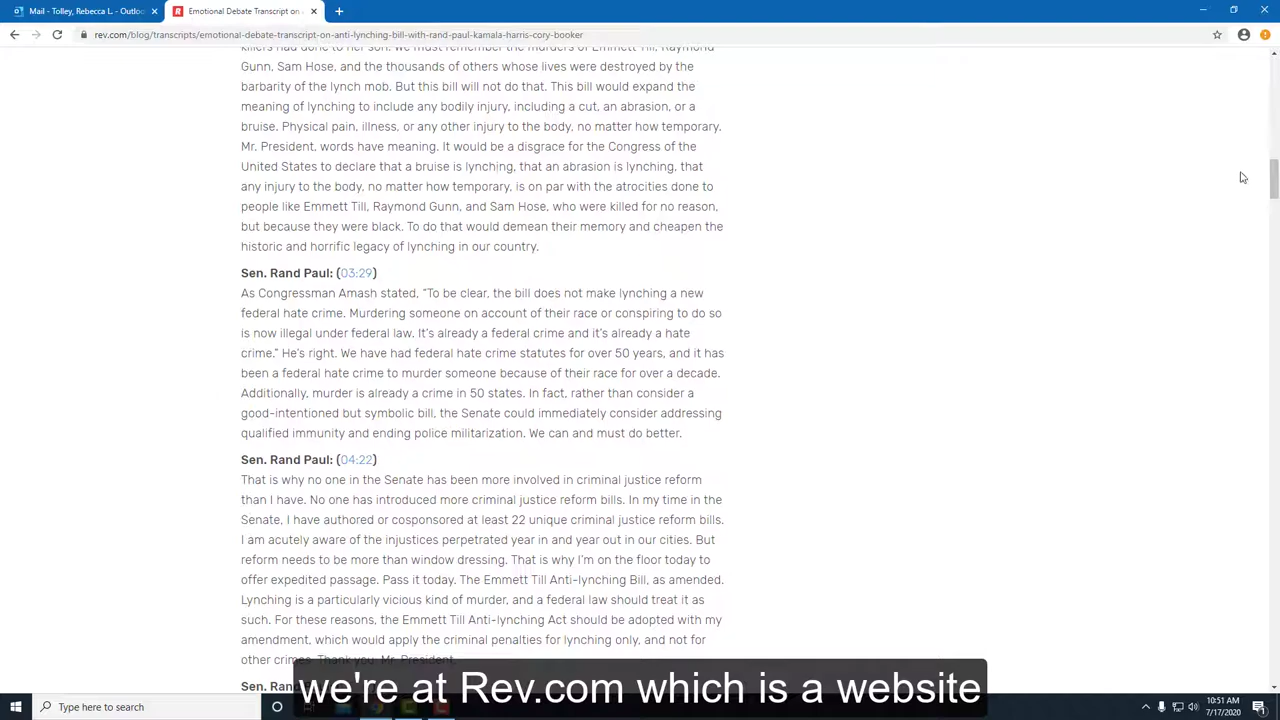 Mail - Tolley, Rebecca L. - Outloo
Emotional Debate Transcript on
rev.com/blog/transcripts/emotional-debate-transcript-on-anti-lynching-bill-with-rand-paul-kamala-harris-cory-booker
killers had done to her son. We must remember the murders of Emmett Till, Raymond
Gunn, Sam Hose, and the thousands of others whose lives were destroyed by the
barbarity of the lynch mob. But this bill will not do that. This bill would expand the
meaning of lynching to include any bodily injury, including a cut, an abrasion, or a
bruise. Physical pain, illness, or any other injury to the body, no matter how temporary.
Mr. President, words have meaning. It would be a disgrace for the Congress of the
United States to declare that a bruise is lynching, that an abrasion is lynching, that
any injury to the body, no matter how temporary, is on par with the atrocities done to
people like Emmett Till, Raymond Gunn, and Sam Hose, who were killed for no reason,
but because they were black. To do that would demean their memory and cheapen the
historic and horrific legacy of lynching in our country.
Sen. Rand Paul: (03:29)
As Congressman Amash stated, “To be clear, the bill does not make lynching a new
federal hate crime. Murdering someone on account of their race or conspiring to do so
is now illegal under federal law. It’s already a federal crime and it’s already a hate
crime.” He’s right. We have had federal hate crime statutes for over 50 years, and it has
been a federal hate crime to murder someone because of their race for over a decade.
Additionally, murder is already a crime in 50 states. In fact, rather than consider a
good-intentioned but symbolic bill, the Senate could immediately consider addressing
qualified immunity and ending police militarization. We can and must do better.
Sen. Rand Paul: (04:22)
That is why no one in the Senate has been more involved in criminal justice reform
than I have. No one has introduced more criminal justice reform bills. In my time in the
Senate, I have authored or cosponsored at least 22 unique criminal justice reform bills.
I am acutely aware of the injustices perpetrated year in and year out in our cities. But
reform needs to be more than window dressing. That is why I’m on the floor today to
offer expedited passage. Pass it today. The Emmett Till Anti-lynching Bill, as amended.
Lynching is a particularly vicious kind of murder, and a federal law should treat it as
such. For these reasons, the Emmett Till Anti-lynching Act should be adopted with my
amendment, which would apply the criminal penalties for lynching only, and not for
other crimes. Thank you, Mr. President.
Sen. Ra
we're at Rev.com which is a website
Type here to search
10:51 AM
7/17/2020